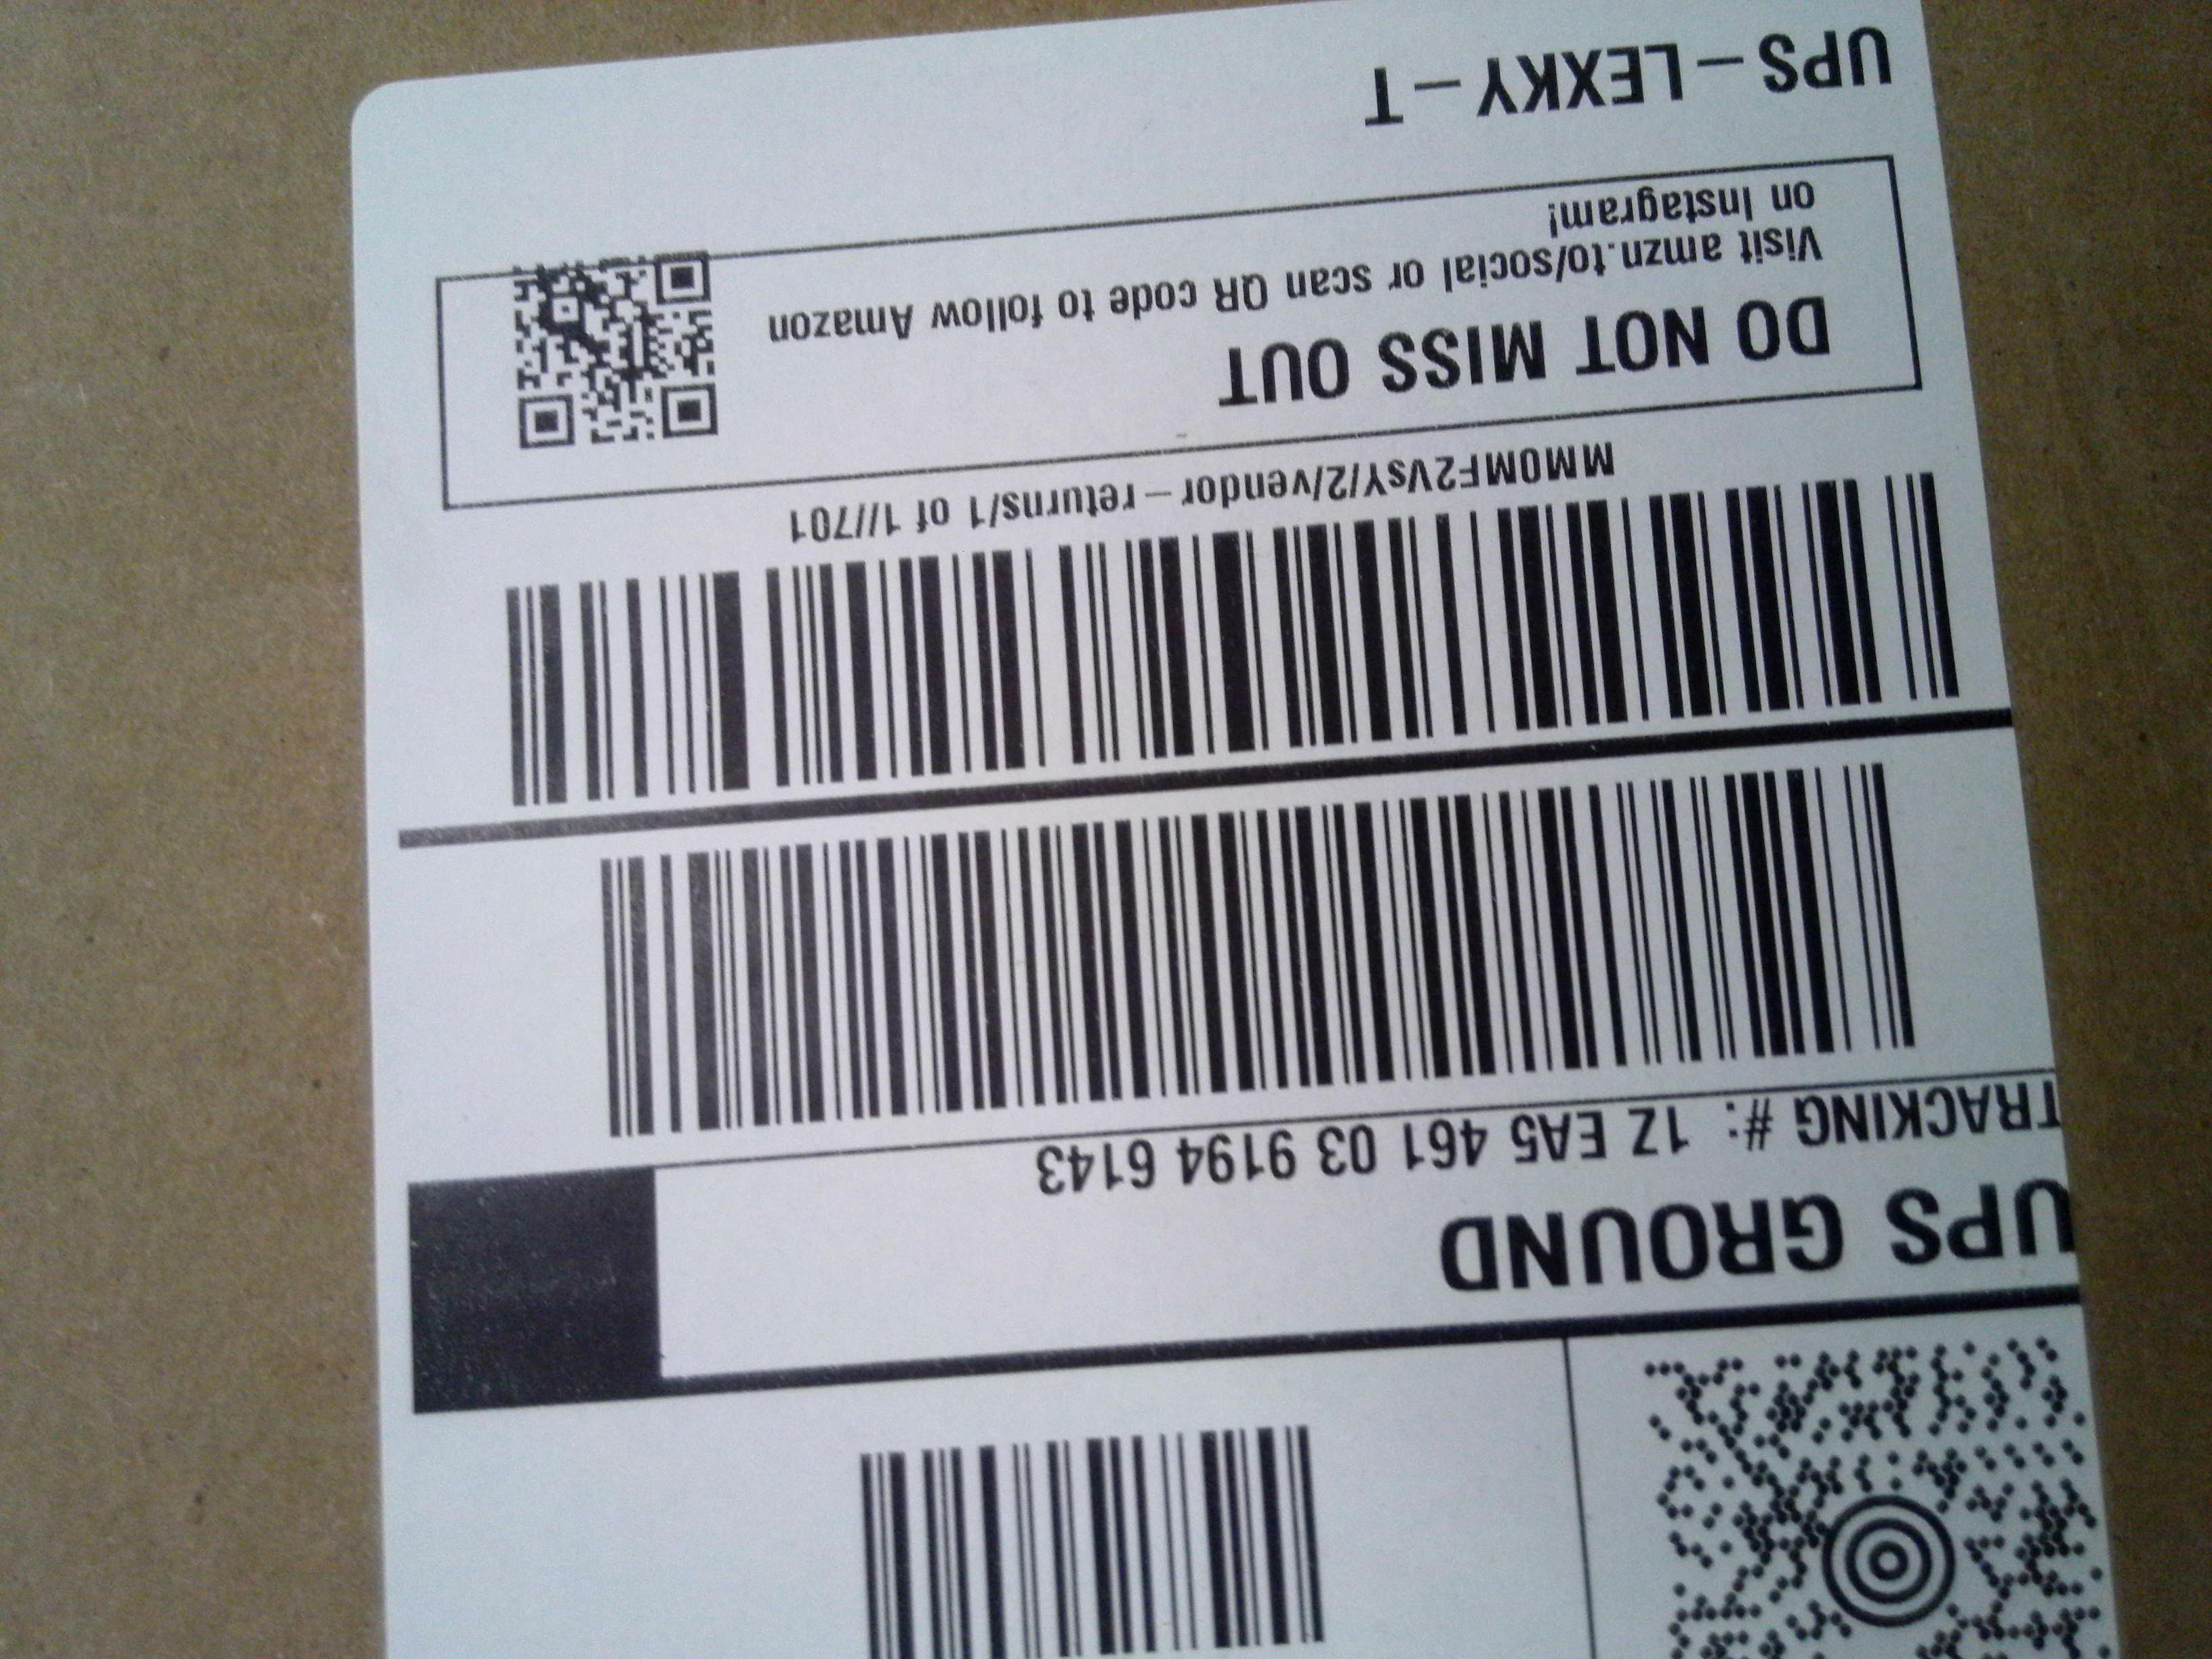 UPS GROUND
TRACKING #: 1Z EA5 461 03 9194 6143
MM0MF2VsY/2/vendor – returns/1 of 1//701
DO NOT MISS OUT
Visit amzn.to/social or scan QR code to follow Amazon
on Instagram!
UPS – LEXKY – T